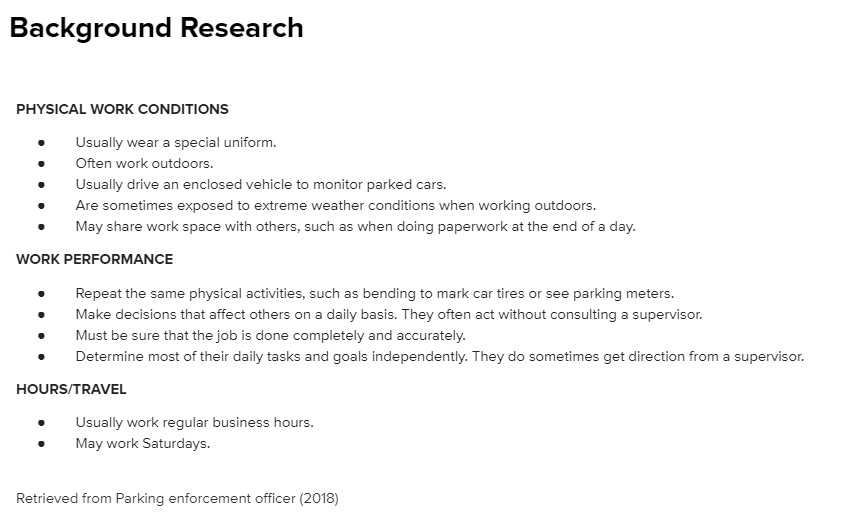 Background Research
PHYSICAL WORK CONDITIONS
● Usually wear a special uniform.
● Often work outdoors.
● Usually drive an enclosed vehicle to monitor parked cars.
● Are sometimes exposed to extreme weather conditions when working outdoors.
● May share work space with others, such as when doing paperwork at the end of a day.
WORK PERFORMANCE
● Repeat the same physical activities, such as bending to mark car tires or see parking meters.
● Make decisions that affect others on a daily basis. They often act without consulting a supervisor.
● Must be sure that the job is done completely and accurately.
● Determine most of their daily tasks and goals independently. They do sometimes get direction from a supervisor.
HOURS/TRAVEL
● Usually work regular business hours.
● May work Saturdays.
Retrieved from Parking enforcement officer (2018)